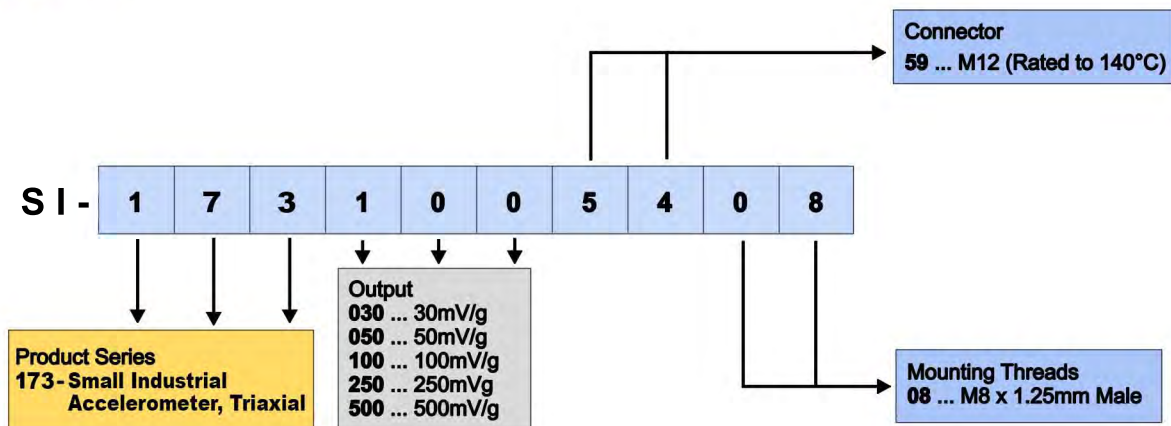 Connector
59 ... M12 (Rated to 140°C)
SI- 1 7 3 1 0 0 5 4 0 8
Output
030 ... 30mV/g
050 ... 50mV/g
100 ... 100mV/g
250 ... 250mVg
500 ... 500mV/g
Product Series
173- Small Industrial
Accelerometer, Triaxial
Mounting Threads
08 ... M8 x 1.25mm Male